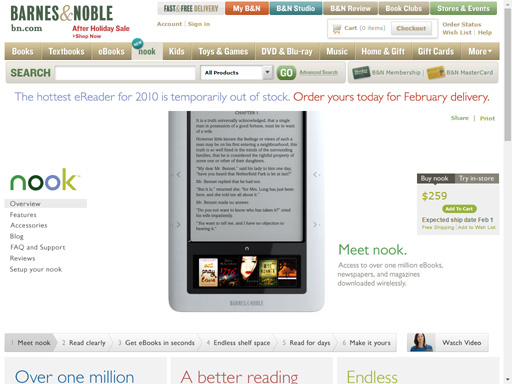 BARNES&NOBLE
bn.com
After Holiday Sale
Shop Now
FAST&FREE DELIVERY
My B&N
B&N Studio
B&N Review
Book Clubs
Stores & Events
Account | Sign in
Cart (0 items)
CHECKOUT
Order Status
Wish List | Help
Books
Textbooks
eBooks
NEW
nook
Kids
Toys & Games
DVD & Blu-ray
Music
Home & Gift
Gift Cards
More
SEARCH
All Products
GO
Advanced Search
B&N Membership
B&N MasterCard
The hottest eReader for 2010 is temporarily out of stock. Order yours today for February delivery.
Share | Print
CHAPTER 1
It is a truth universally acknowledged, that a single
man in possession of a good fortune, must be in want
of a wife.
However little known the feelings or views of such a
man may be on his first entering a neighbourhood, this
truth is so well fixed in the minds of the surrounding
families, that he is considered the rightful property of
some one or other of their daughters.
"My dear Mr. Bennet," said his lady to him one day,
"have you heard that Netherfield Park is let at last?"
Mr. Bennet replied that he had not.
"But it is," returned she, "for Mrs. Long has just been
here, and she told me all about it."
Mr. Bennet made no answer.
"Do you not want to know who has taken it?" cried
his wife impatiently.
"You want to tell me, and I have no objection to
hearing it."
BARNES&NOBLE
nook™
Overview
Features
Accessories
Blog
FAQ and Support
Reviews
Setup your nook
Buy nook
Try in-store
$259
Add To Cart
Expected ship date Feb 1
Free Shipping | Add to Wish List
Meet nook.
Access to over one million eBooks,
newspapers, and magazines
downloaded wirelessly.
1 Meet nook
2 Read clearly
3 Get eBooks in seconds
4 Endless shelf space
5 Read for days
6 Make it yours
Watch Video
Over one million
A better reading
Endless